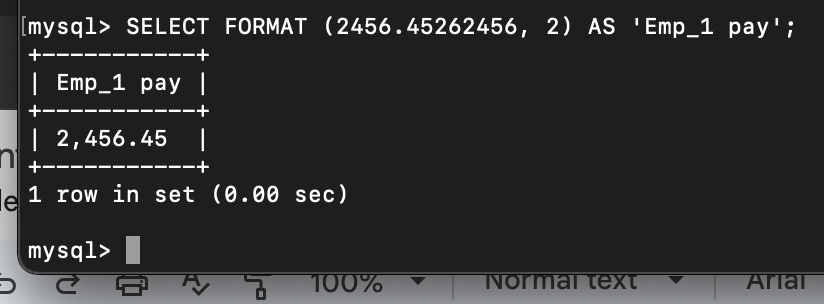 mysql> SELECT FORMAT (2456.45262456, 2) AS 'Emp_1 pay';
+-----------+
| Emp_1 pay |
+-----------+
| 2,456.45  |
+-----------+
1 row in set (0.00 sec)
mysql>
100% Normal text Arial